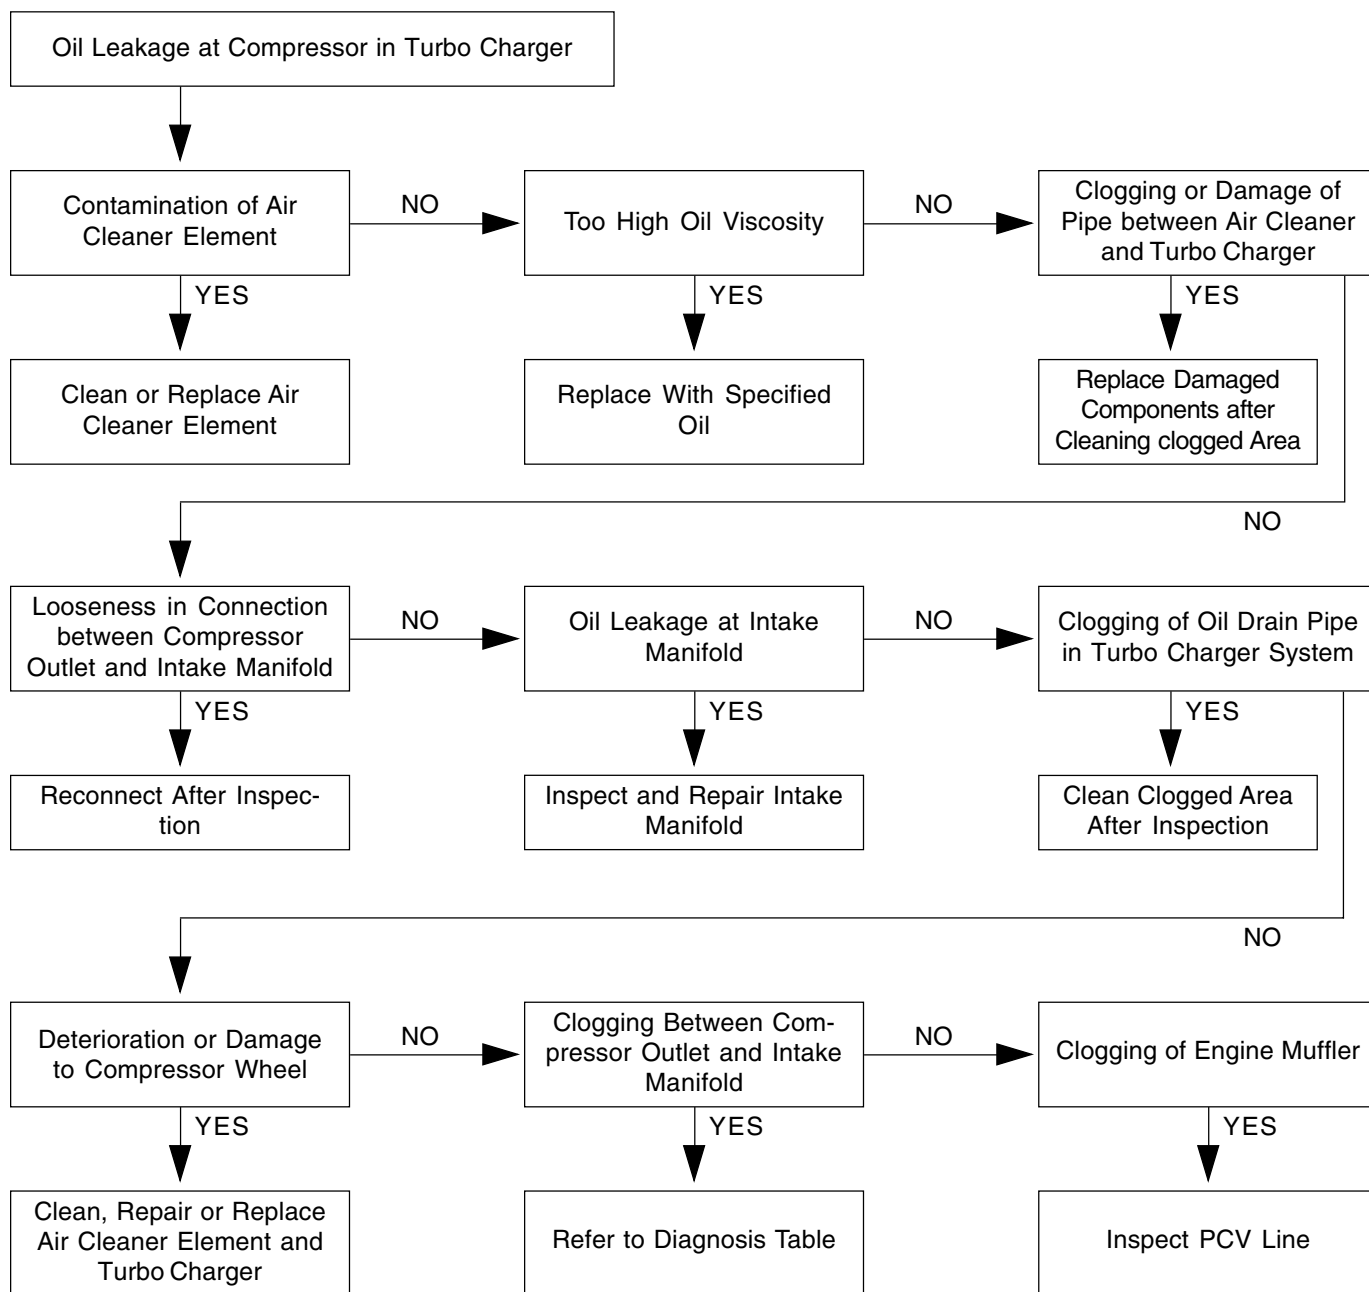 Oil Leakage at Compressor in Turbo Charger
Contamination of Air
Cleaner Element
NO
Too High Oil Viscosity
NO
Clogging or Damage of
Pipe between Air Cleaner
and Turbo Charger
YES
YES
YES
Clean or Replace Air
Cleaner Element
Replace With Specified
Oil
Replace Damaged
Components after
Cleaning clogged Area
NO
Looseness in Connection
between Compressor
Outlet and Intake Manifold
NO
Oil Leakage at Intake
Manifold
NO
Clogging of Oil Drain Pipe
in Turbo Charger System
YES
YES
YES
Reconnect After Inspec-
tion
Inspect and Repair Intake
Manifold
Clean Clogged Area
After Inspection
NO
Deterioration or Damage
to Compressor Wheel
NO
Clogging Between Com-
pressor Outlet and Intake
Manifold
NO
Clogging of Engine Muffler
YES
YES
YES
Clean, Repair or Replace
Air Cleaner Element and
Turbo Charger
Refer to Diagnosis Table
Inspect PCV Line